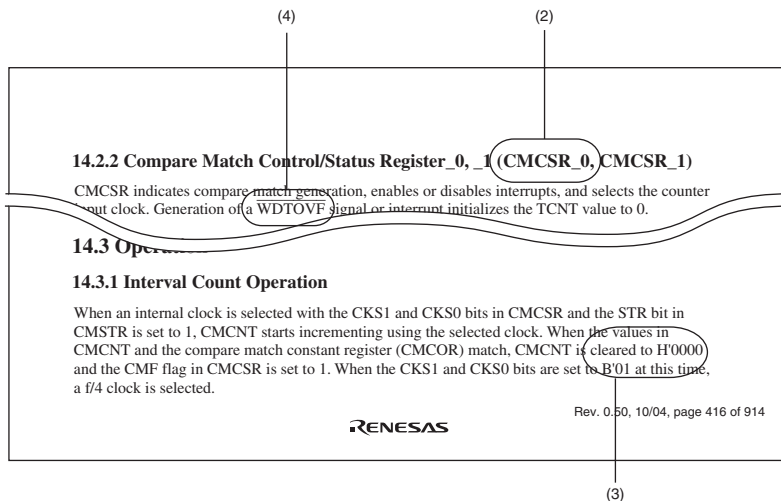 (4) (2)
14.2.2 Compare Match Control/Status Register_0, _1 (CMCSR_0, CMCSR_1)
CMCSR indicates compare match generation, enables or disables interrupts, and selects the counter
input clock. Generation of a WDTOVF signal or interrupt initializes the TCNT value to 0.
14.3 Operation
14.3.1 Interval Count Operation
When an internal clock is selected with the CKS1 and CKS0 bits in CMCSR and the STR bit in
CMSTR is set to 1, CMCNT starts incrementing using the selected clock. When the values in
CMCNT and the compare match constant register (CMCOR) match, CMCNT is cleared to H'0000
and the CMF flag in CMCSR is set to 1. When the CKS1 and CKS0 bits are set to B'01 at this time,
a f/4 clock is selected.
Rev. 0.50, 10/04, page 416 of 914
RENESAS
(3)